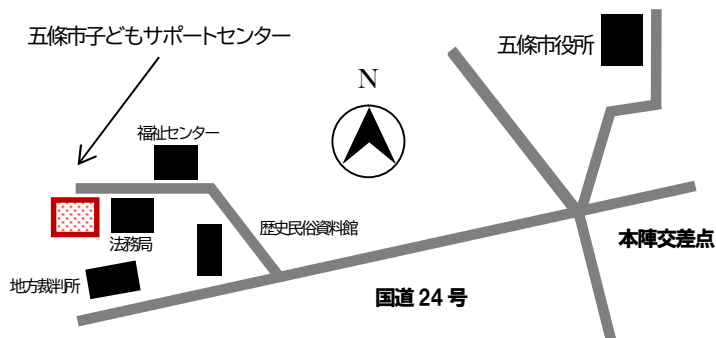 五條市子どもサポートセンター
五條市役所
N
福祉センター
歴史民俗資料館
法務局
本陣交差点
地方裁判所
国道 24 号